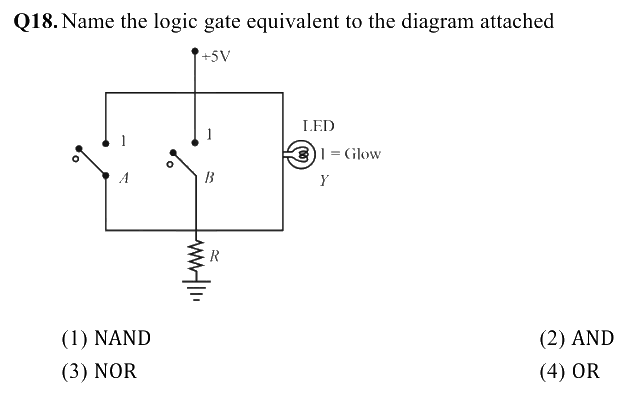 Q18. Name the logic gate equivalent to the diagram attached
+5V
LED
1
1
1 = Glow
A
B
Y
R
(1) NAND
(2) AND
(3) NOR
(4) OR